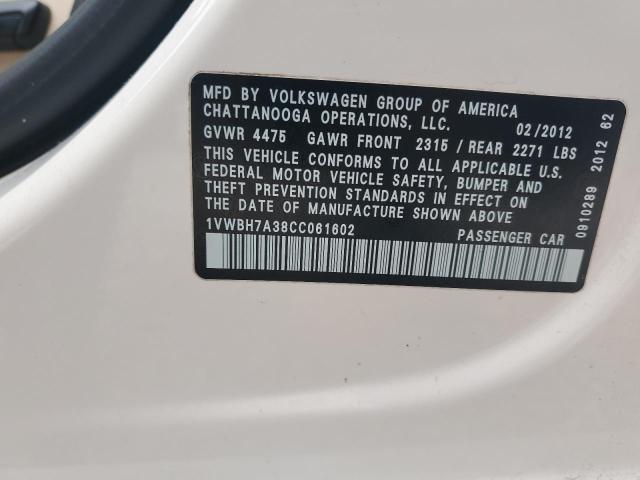 MFD BY VOLKSWAGEN GROUP OF AMERICA
CHATTANOOGA OPERATIONS, LLC. 02/2012
GVWR 4475 GAWR FRONT 2315 / REAR 2271 LBS
THIS VEHICLE CONFORMS TO ALL APPLICABLE U.S.
FEDERAL MOTOR VEHICLE SAFETY, BUMPER AND
THEFT PREVENTION STANDARDS IN EFFECT ON
THE DATE OF MANUFACTURE SHOWN ABOVE
1VWBH7A38CC061602 PASSENGER CAR
0910289 2012 62